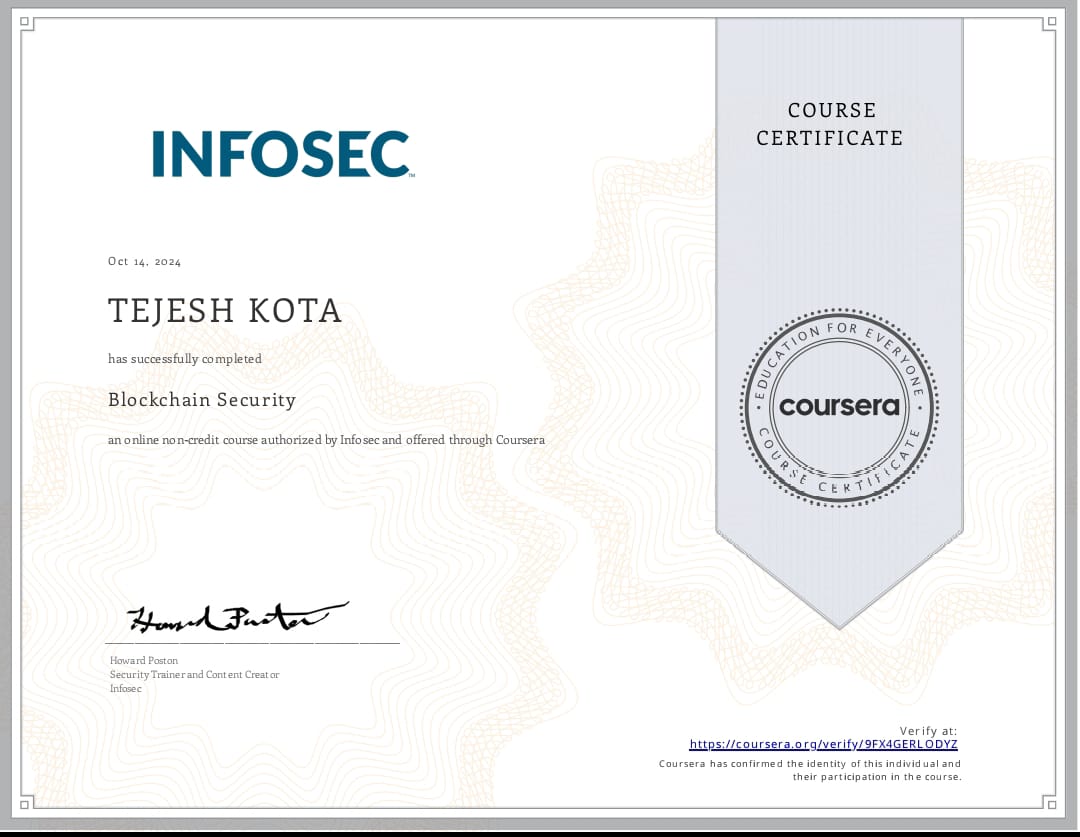 INFOSEC™
COURSE
CERTIFICATE
Oct 14, 2024
TEJESH KOTA
has successfully completed
Blockchain Security
an online non-credit course authorized by Infosec and offered through Coursera
EDUCATION FOR EVERYONE
coursera
COURSE CERTIFICATE
Howard Poston
Howard Poston
Security Trainer and Content Creator
Infosec
Verify at:
https://coursera.org/verify/9FX4GERLODYZ
Coursera has confirmed the identity of this individual and
their participation in the course.